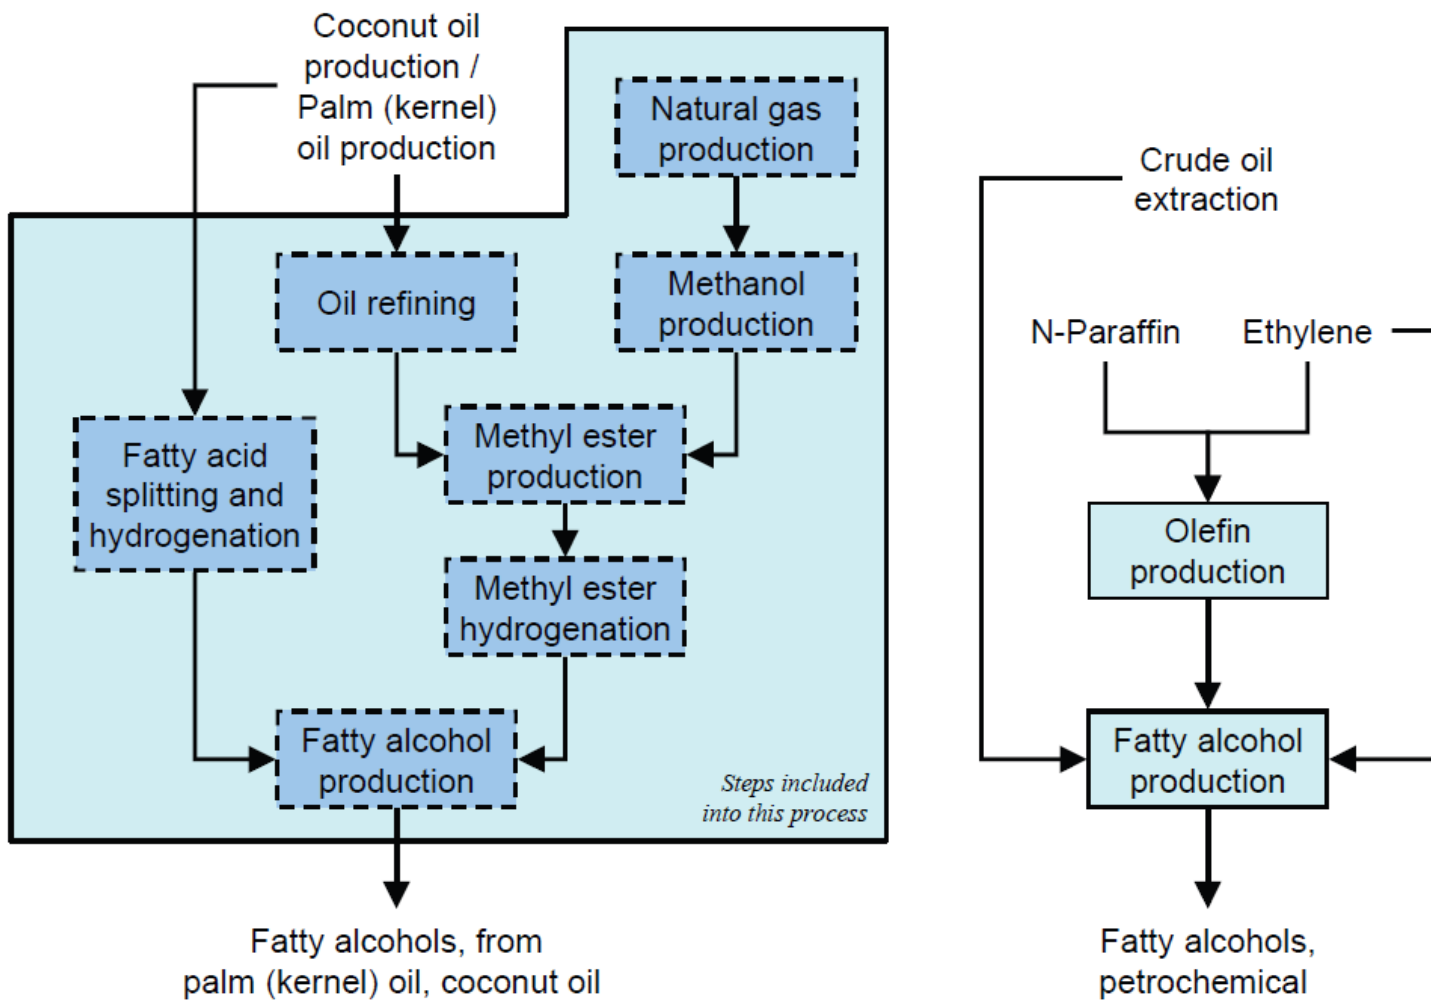 Coconut oil
production /
Palm (kernel)
oil production
Natural gas
production
Oil refining
Methanol
production
Fatty acid
splitting and
hydrogenation
Methyl ester
production
Methyl ester
hydrogenation
Fatty alcohol
production
Steps included
into this process
Fatty alcohols, from
palm (kernel) oil, coconut oil
Crude oil
extraction
N-Paraffin
Ethylene
Olefin
production
Fatty alcohol
production
Fatty alcohols,
petrochemical